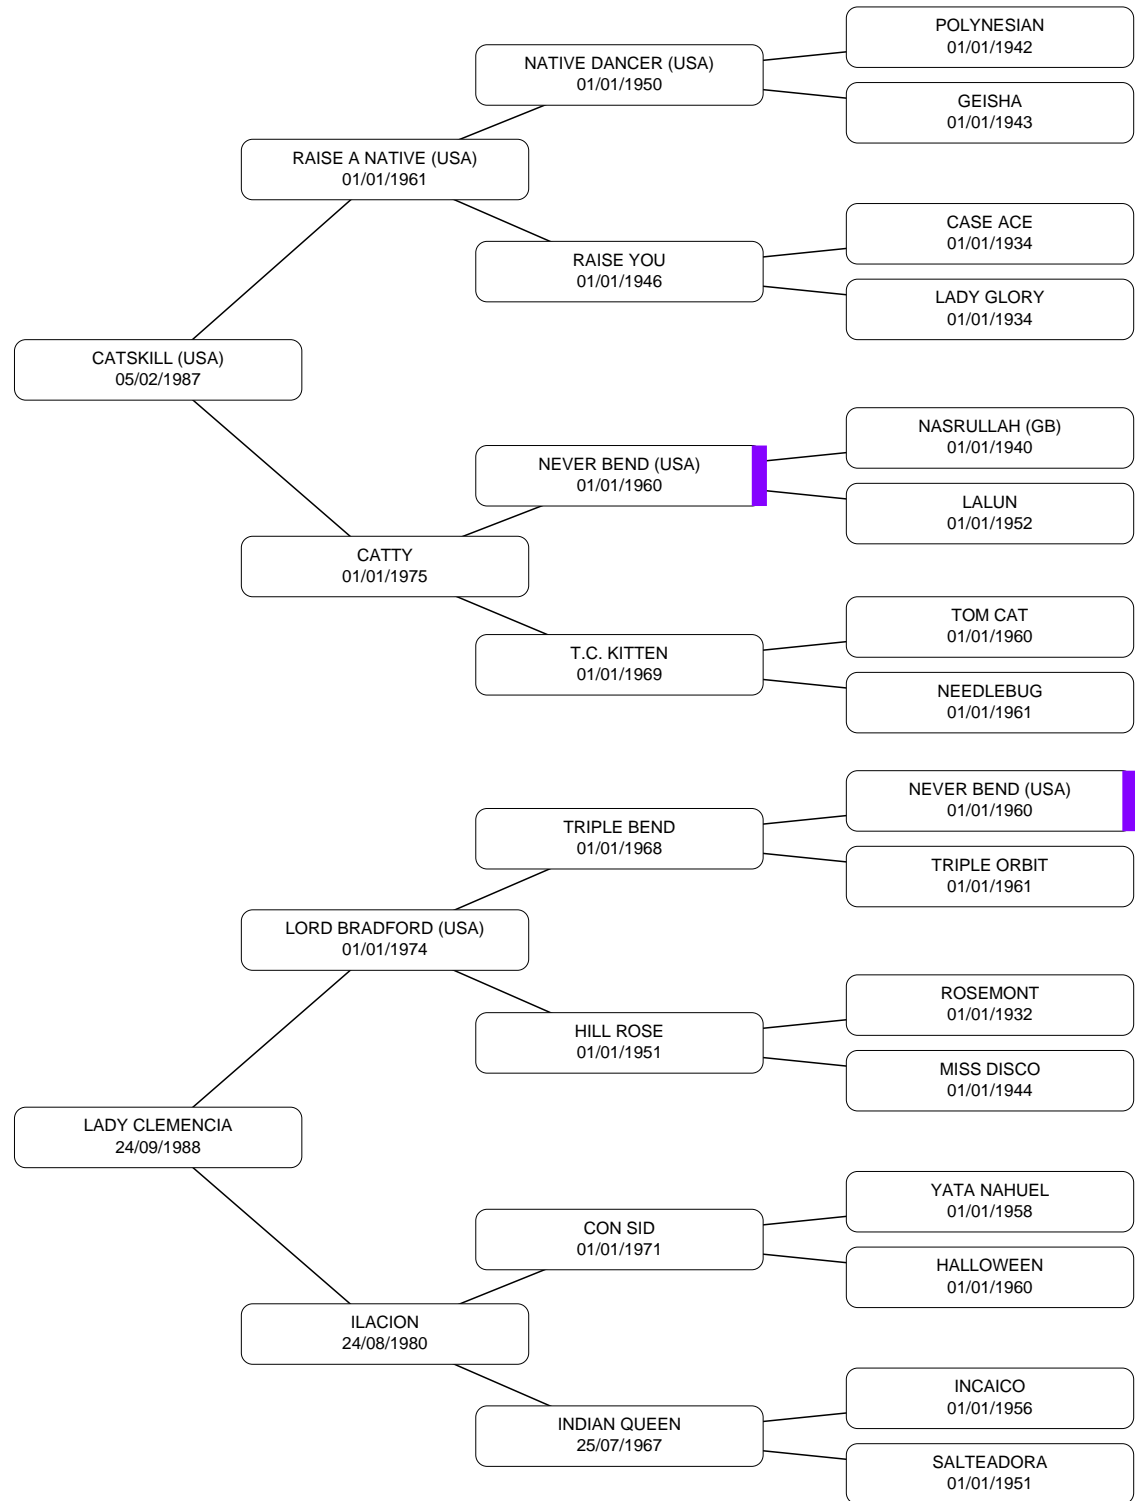 POLYNESIAN
01/01/1942
NATIVE DANCER (USA)
01/01/1950
GEISHA
01/01/1943
RAISE A NATIVE (USA)
01/01/1961
CASE ACE
01/01/1934
RAISE YOU
01/01/1946
LADY GLORY
01/01/1934
CATSKILL (USA)
05/02/1987
NASRULLAH (GB)
01/01/1940
NEVER BEND (USA)
01/01/1960
LALUN
01/01/1952
CATTY
01/01/1975
TOM CAT
01/01/1960
T.C. KITTEN
01/01/1969
NEEDLEBUG
01/01/1961
NEVER BEND (USA)
01/01/1960
TRIPLE BEND
01/01/1968
TRIPLE ORBIT
01/01/1961
LORD BRADFORD (USA)
01/01/1974
ROSEMONT
01/01/1932
HILL ROSE
01/01/1951
MISS DISCO
01/01/1944
LADY CLEMENCIA
24/09/1988
YATA NAHUEL
01/01/1958
CON SID
01/01/1971
HALLOWEEN
01/01/1960
ILACION
24/08/1980
INCAICO
01/01/1956
INDIAN QUEEN
25/07/1967
SALTEADORA
01/01/1951